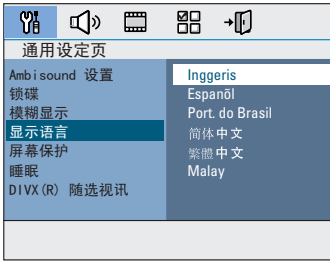 通用设定页
Ambisound 设置
锁碟
模糊显示
显示语言
屏幕保护
睡眠
DIVX(R) 随选视讯
Inggeris
Espanõl
Port. do Brasil
简体中文
繁體中文
Malay